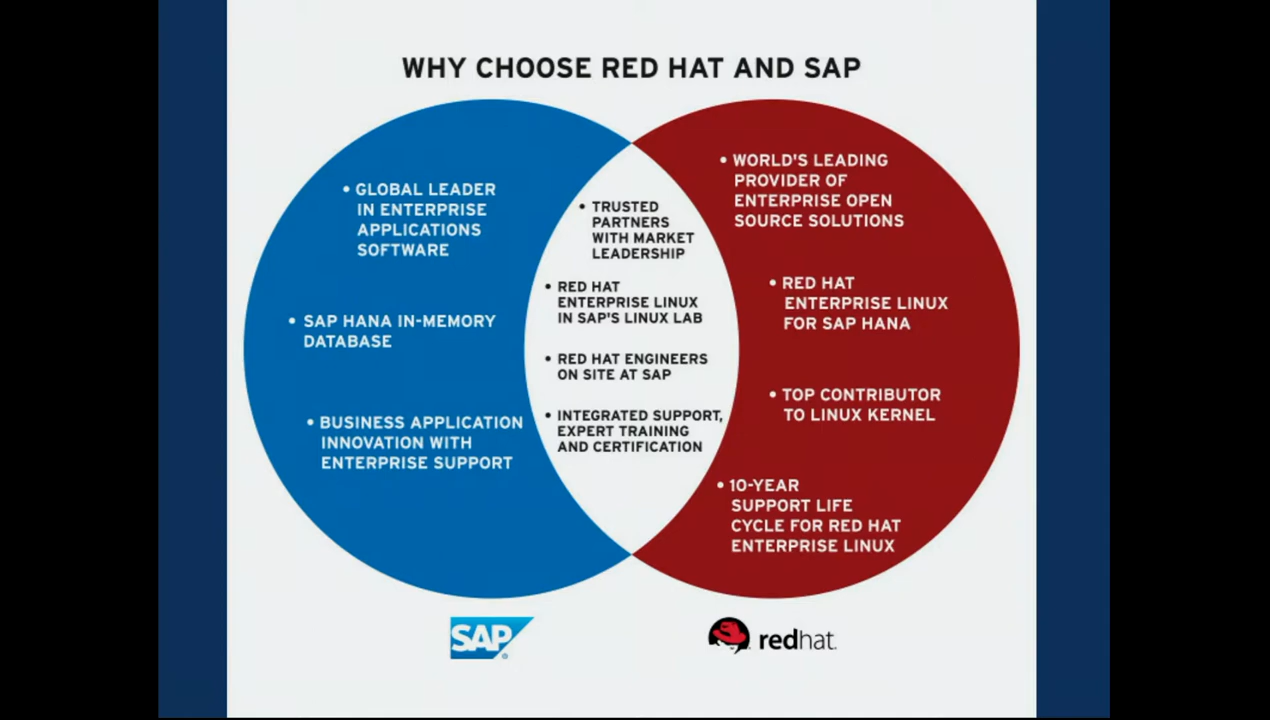 WHY CHOOSE RED HAT AND SAP
• GLOBAL LEADER
IN ENTERPRISE
APPLICATIONS
SOFTWARE
• SAP HANA IN-MEMORY
DATABASE
• BUSINESS APPLICATION
INNOVATION WITH
ENTERPRISE SUPPORT
• TRUSTED
PARTNERS
WITH MARKET
LEADERSHIP
• RED HAT
ENTERPRISE LINUX
IN SAP'S LINUX LAB
• RED HAT ENGINEERS
ON SITE AT SAP
• INTEGRATED SUPPORT,
EXPERT TRAINING
AND CERTIFICATION
• WORLD'S LEADING
PROVIDER OF
ENTERPRISE OPEN
SOURCE SOLUTIONS
• RED HAT
ENTERPRISE LINUX
FOR SAP HANA
• TOP CONTRIBUTOR
TO LINUX KERNEL
• 10-YEAR
SUPPORT LIFE
CYCLE FOR RED HAT
ENTERPRISE LINUX
SAP®
redhat.